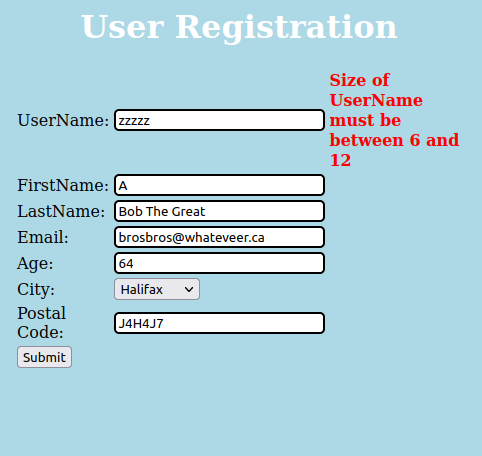 User Registration
UserName: zzzzz
Size of
UserName
must be
between 6 and
12
FirstName: A
LastName: Bob The Great
Email: brosbros@whateveer.ca
Age: 64
City: Halifax
Postal
Code: J4H4J7
Submit